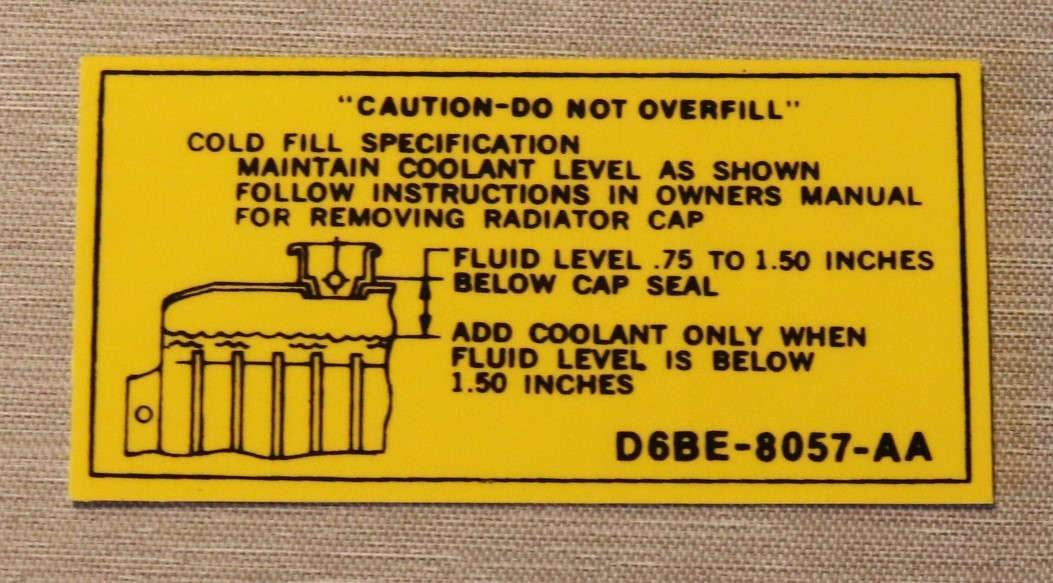 "CAUTION-DO NOT OVERFILL"
COLD FILL SPECIFICATION
MAINTAIN COOLANT LEVEL AS SHOWN
FOLLOW INSTRUCTIONS IN OWNERS MANUAL
FOR REMOVING RADIATOR CAP
FLUID LEVEL .75 TO 1.50 INCHES
BELOW CAP SEAL
ADD COOLANT ONLY WHEN
FLUID LEVEL IS BELOW
1.50 INCHES
D6BE-8057-AA